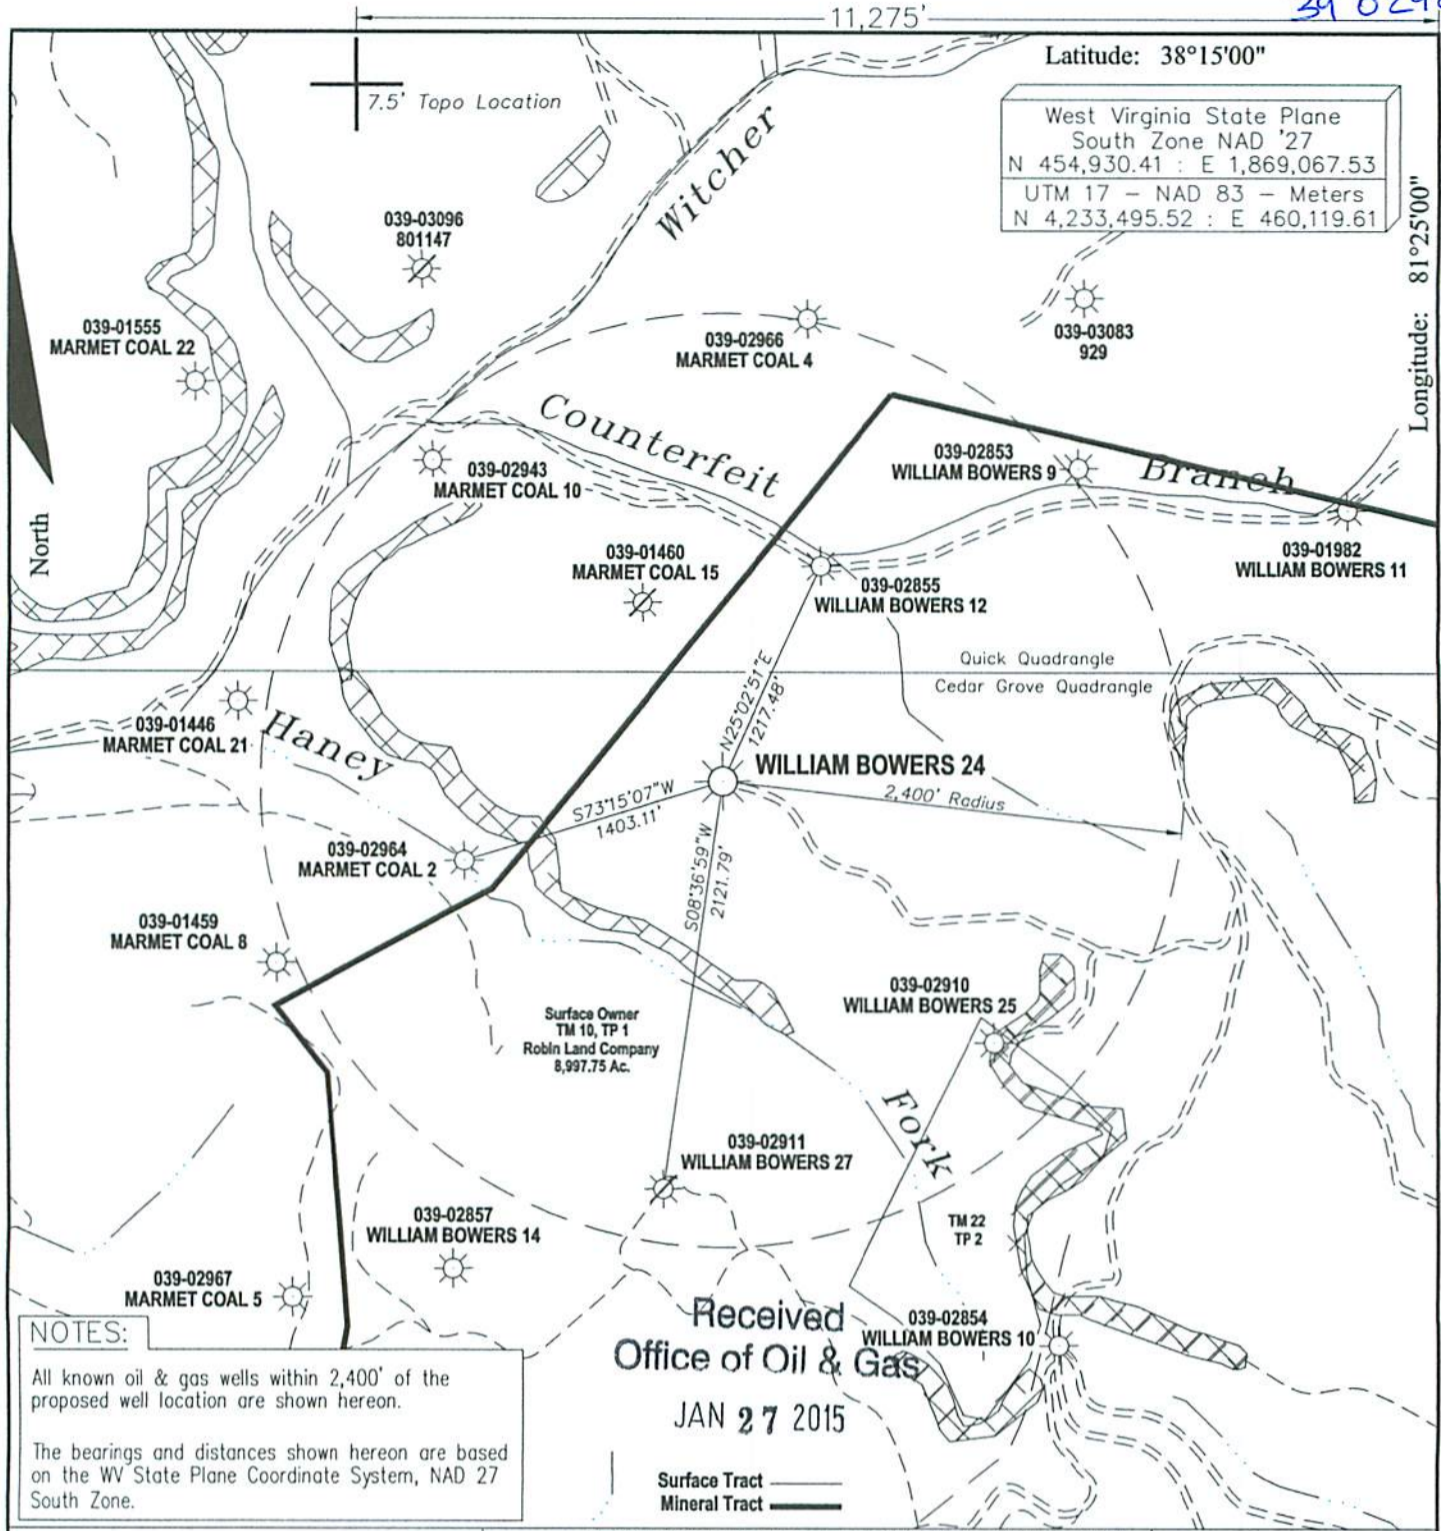 11,275'
Latitude: 38°15'00"
7.5' Topo Location
West Virginia State Plane
South Zone NAD '27
N 454,930.41 : E 1,869,067.53
UTM 17 - NAD 83 - Meters
N 4,233,495.52 : E 460,119.61
Longitude: 81°25'00"
Witcher
039-03096
801147
039-01555
MARMET COAL 22
039-02966
MARMET COAL 4
039-03083
929
Counterfeit
Branch
039-02853
WILLIAM BOWERS 9
039-02943
MARMET COAL 10
North
039-01460
MARMET COAL 15
039-01982
WILLIAM BOWERS 11
039-02855
WILLIAM BOWERS 12
Quick Quadrangle
Cedar Grove Quadrangle
N25°02'51"E
1217.48'
039-01446
MARMET COAL 21
Haney
WILLIAM BOWERS 24
S73°15'07"W
1403.11'
2,400' Radius
039-02964
MARMET COAL 2
S08°36'59"W
2121.79'
039-01459
MARMET COAL 8
039-02910
WILLIAM BOWERS 25
Surface Owner
TM 10, TP 1
Robin Land Company
8,997.75 Ac.
Fork
039-02911
WILLIAM BOWERS 27
039-02857
WILLIAM BOWERS 14
TM 22
TP 2
039-02967
MARMET COAL 5
039-02854
WILLIAM BOWERS 10
Received
Office of Oil & Gas
JAN 27 2015
NOTES:
All known oil & gas wells within 2,400' of the
proposed well location are shown hereon.
The bearings and distances shown hereon are based
on the WV State Plane Coordinate System, NAD 27
South Zone.
Surface Tract
Mineral Tract